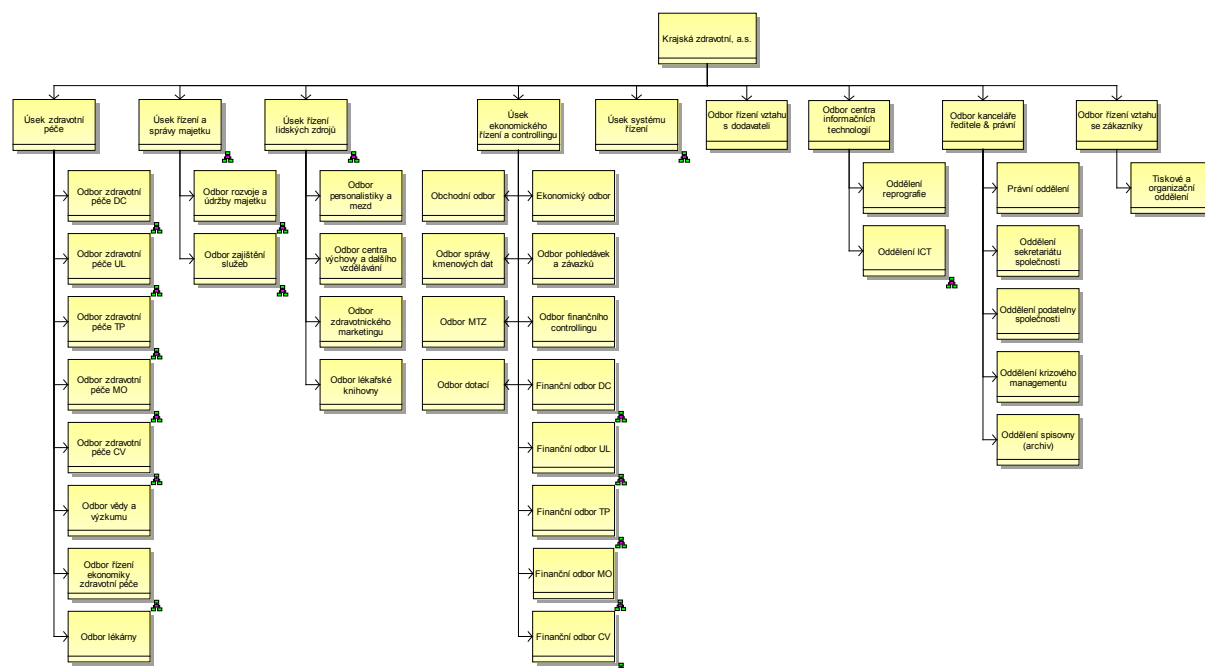 Krajská zdravotní, a.s.
Úsek zdravotní
péče
Úsek řízení a
správy majetku
Úsek řízení
lidských zdrojů
Úsek
ekonomického
řízení a controllingu
Úsek systému
řízení
Odbor řízení vztahu
s dodavateli
Odbor centra
informačních
technologií
Odbor kanceláře
ředitele & právní
Odbor řízení vztahu
se zákazníky
Odbor zdravotní
péče DC
Odbor zdravotní
péče UL
Odbor zdravotní
péče TP
Odbor zdravotní
péče MO
Odbor zdravotní
péče CV
Odbor vědy a
výzkumu
Odbor řízení
ekonomiky
zdravotní péče
Odbor lékárny
Odbor rozvoje a
údržby majetku
Odbor zajištění
služeb
Odbor
personalistiky a
mezd
Odbor centra
výchovy a dalšího
vzdělávání
Odbor
zdravotnického
marketingu
Odbor lékařské
knihovny
Obchodní odbor
Odbor správy
kmenových dat
Odbor MTZ
Odbor dotací
Ekonomický odbor
Odbor pohledávek
a závazků
Odbor finančního
controllingu
Finanční odbor DC
Finanční odbor UL
Finanční odbor TP
Finanční odbor MO
Finanční odbor CV
Oddělení
reprografie
Oddělení ICT
Právní oddělení
Oddělení
sekretariátu
společnosti
Oddělení podatelny
společnosti
Oddělení krizového
managementu
Oddělení spisovny
(archiv)
Tiskové a
organizační
oddělení